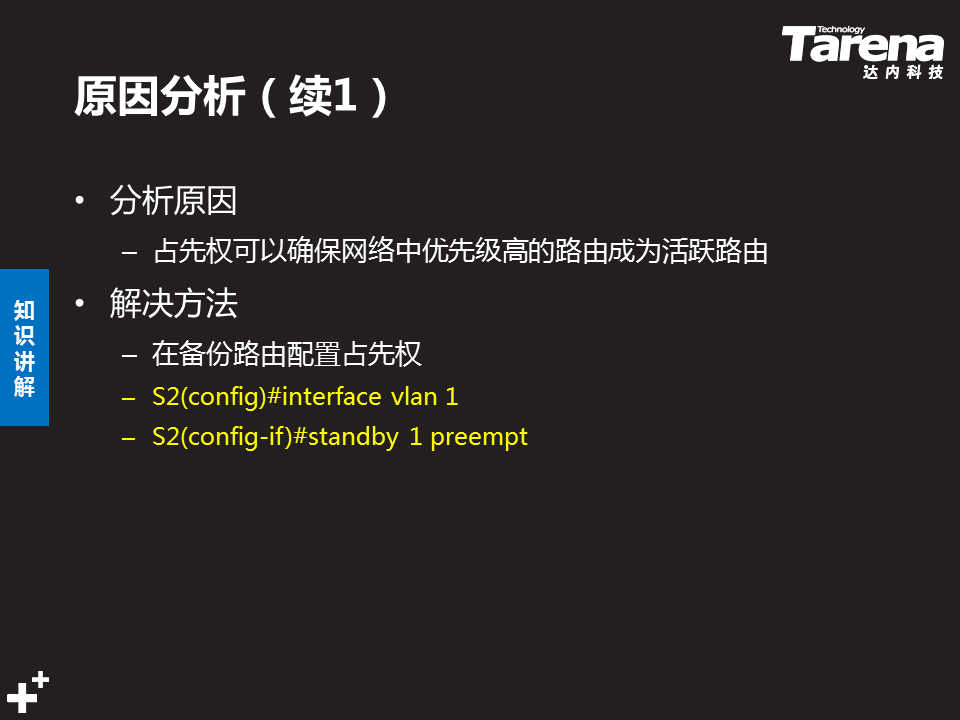 Technology
Tarena
达内科技
原因分析（续1）
• 分析原因
– 占先权可以确保网络中优先级高的路由成为活跃路由
• 解决方法
– 在备份路由配置占先权
– S2(config)#interface vlan 1
– S2(config-if)#standby 1 preempt
知识讲解